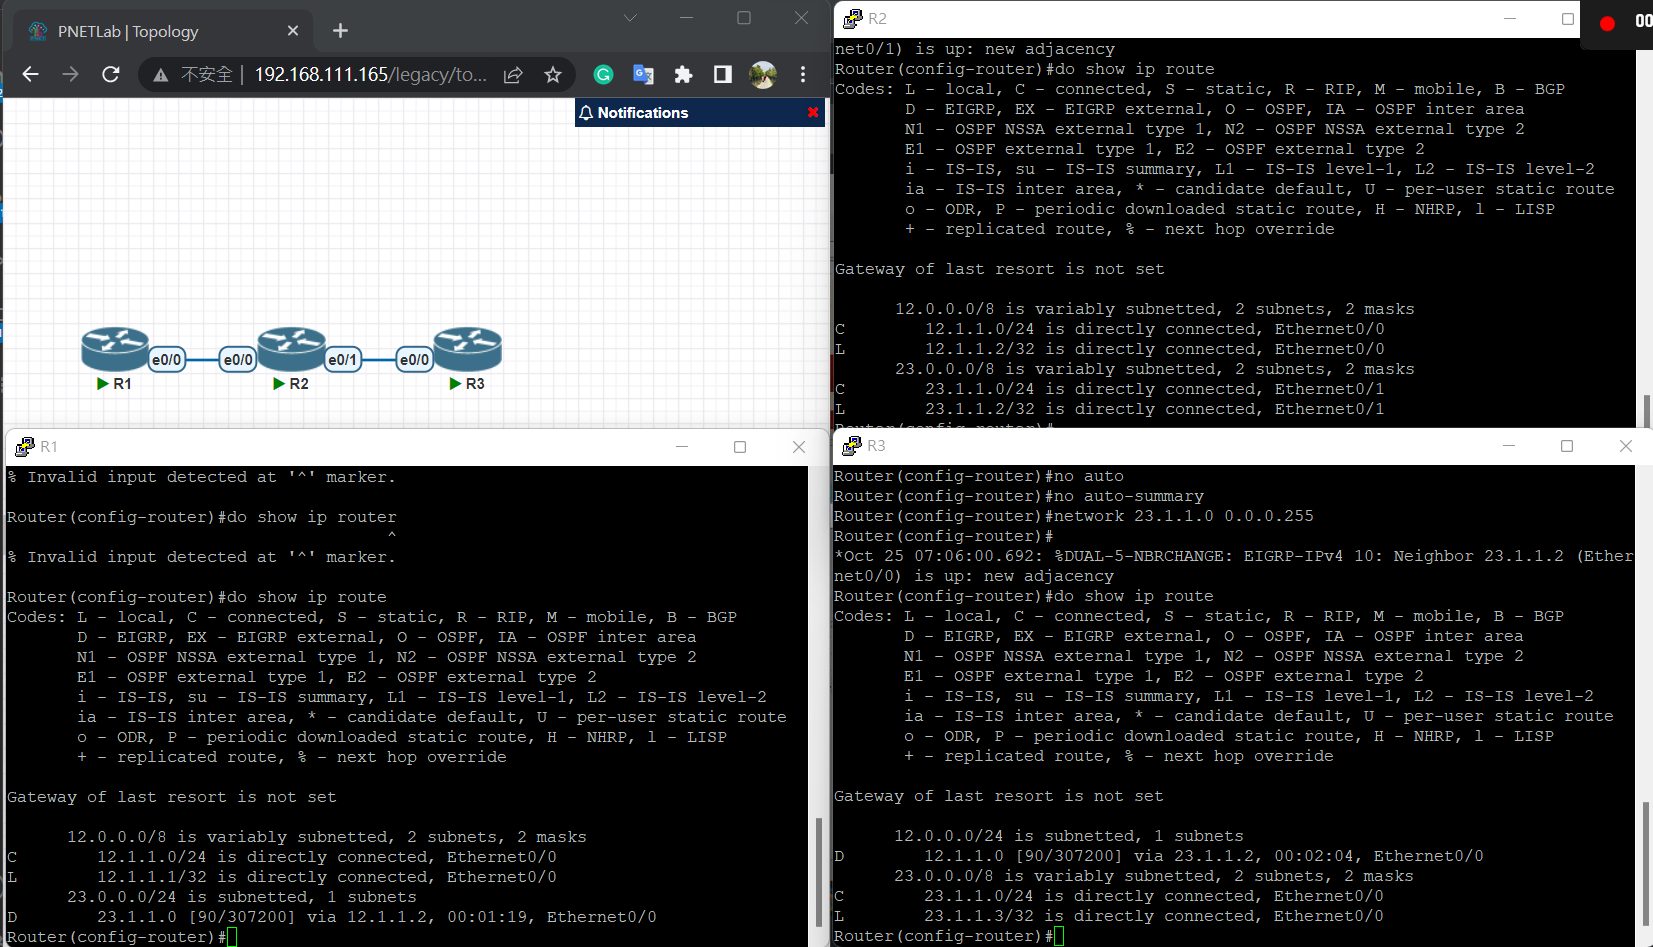 PNETLab | Topology
不安全
192.168.111.165/legacy/to...
Notifications
e0/0
e0/0
e0/1
e0/0
R1
R2
R3
R2
00
net0/1) is up: new adjacency
Router(config-router)#do show ip route
Codes: L - local, C - connected, S - static, R - RIP, M - mobile, B - BGP
D - EIGRP, EX - EIGRP external, O - OSPF, IA - OSPF inter area
N1 - OSPF NSSA external type 1, N2 - OSPF NSSA external type 2
E1 - OSPF external type 1, E2 - OSPF external type 2
i - IS-IS, su - IS-IS summary, L1 - IS-IS level-1, L2 - IS-IS level-2
ia - IS-IS inter area, * - candidate default, U - per-user static route
o - ODR, P - periodic downloaded static route, H - NHRP, l - LISP
+ - replicated route, % - next hop override
Gateway of last resort is not set
12.0.0.0/8 is variably subnetted, 2 subnets, 2 masks
C 12.1.1.0/24 is directly connected, Ethernet0/0
L 12.1.1.2/32 is directly connected, Ethernet0/0
23.0.0.0/8 is variably subnetted, 2 subnets, 2 masks
C 23.1.1.0/24 is directly connected, Ethernet0/1
L 23.1.1.2/32 is directly connected, Ethernet0/1
Router(config-router)#
R1
% Invalid input detected at '^' marker.
Router(config-router)#do show ip router
^
% Invalid input detected at '^' marker.
Router(config-router)#do show ip route
Codes: L - local, C - connected, S - static, R - RIP, M - mobile, B - BGP
D - EIGRP, EX - EIGRP external, O - OSPF, IA - OSPF inter area
N1 - OSPF NSSA external type 1, N2 - OSPF NSSA external type 2
E1 - OSPF external type 1, E2 - OSPF external type 2
i - IS-IS, su - IS-IS summary, L1 - IS-IS level-1, L2 - IS-IS level-2
ia - IS-IS inter area, * - candidate default, U - per-user static route
o - ODR, P - periodic downloaded static route, H - NHRP, l - LISP
+ - replicated route, % - next hop override
Gateway of last resort is not set
12.0.0.0/8 is variably subnetted, 2 subnets, 2 masks
C 12.1.1.0/24 is directly connected, Ethernet0/0
L 12.1.1.1/32 is directly connected, Ethernet0/0
23.0.0.0/24 is subnetted, 1 subnets
D 23.1.1.0 [90/307200] via 12.1.1.2, 00:01:19, Ethernet0/0
Router(config-router)#
R3
Router(config-router)#no auto
Router(config-router)#no auto-summary
Router(config-router)#network 23.1.1.0 0.0.0.255
Router(config-router)#
*Oct 25 07:06:00.692: %DUAL-5-NBRCHANGE: EIGRP-IPv4 10: Neighbor 23.1.1.2 (Ether
net0/0) is up: new adjacency
Router(config-router)#do show ip route
Codes: L - local, C - connected, S - static, R - RIP, M - mobile, B - BGP
D - EIGRP, EX - EIGRP external, O - OSPF, IA - OSPF inter area
N1 - OSPF NSSA external type 1, N2 - OSPF NSSA external type 2
E1 - OSPF external type 1, E2 - OSPF external type 2
i - IS-IS, su - IS-IS summary, L1 - IS-IS level-1, L2 - IS-IS level-2
ia - IS-IS inter area, * - candidate default, U - per-user static route
o - ODR, P - periodic downloaded static route, H - NHRP, l - LISP
+ - replicated route, % - next hop override
Gateway of last resort is not set
12.0.0.0/24 is subnetted, 1 subnets
D 12.1.1.0 [90/307200] via 23.1.1.2, 00:02:04, Ethernet0/0
23.0.0.0/8 is variably subnetted, 2 subnets, 2 masks
C 23.1.1.0/24 is directly connected, Ethernet0/0
L 23.1.1.3/32 is directly connected, Ethernet0/0
Router(config-router)#